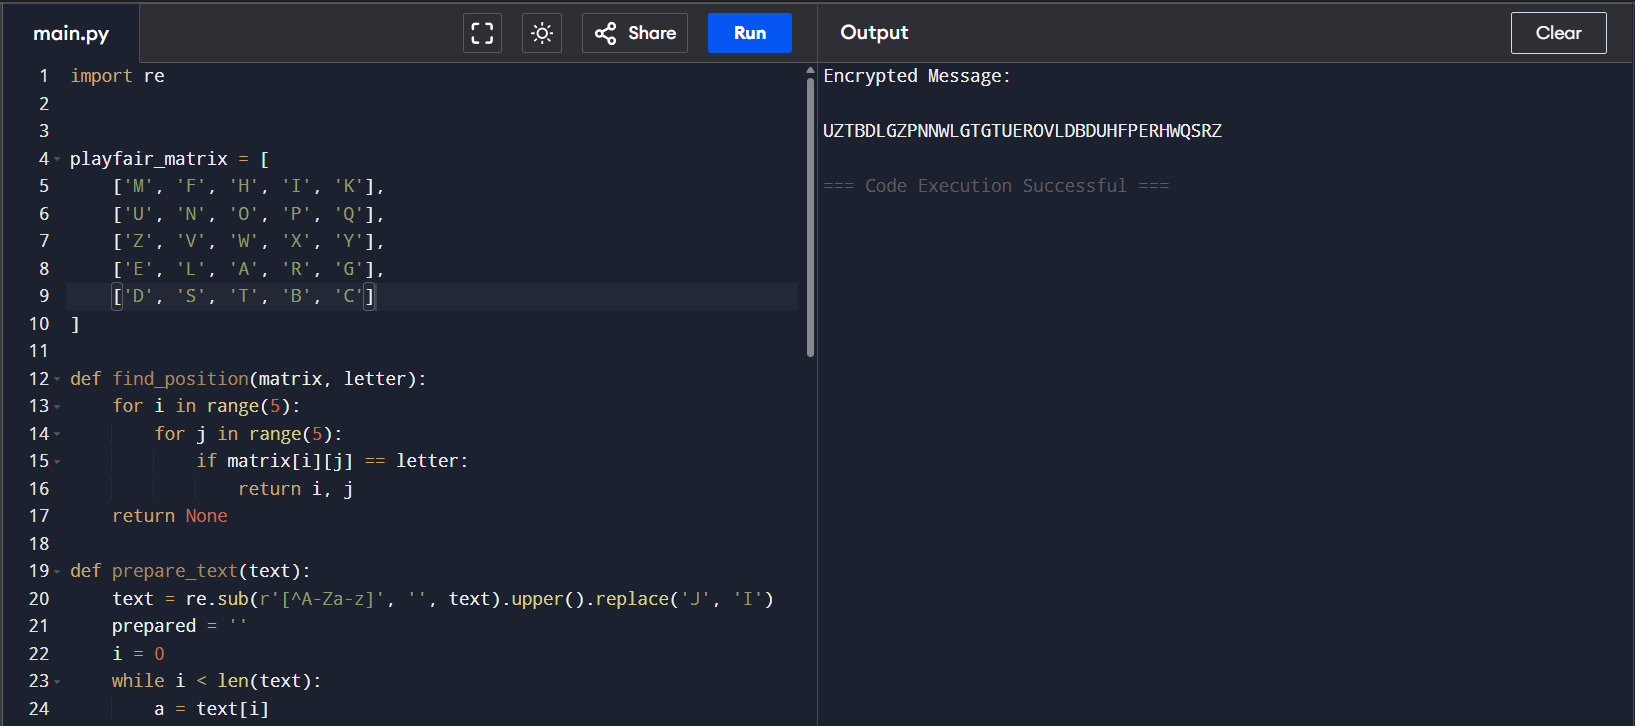 main.py
Share
Run
Output
Clear
1 import re
2
3
4 playfair_matrix = [
5     ['M', 'F', 'H', 'I', 'K'],
6     ['U', 'N', 'O', 'P', 'Q'],
7     ['Z', 'V', 'W', 'X', 'Y'],
8     ['E', 'L', 'A', 'R', 'G'],
9     ['D', 'S', 'T', 'B', 'C']
10 ]
11
12 def find_position(matrix, letter):
13     for i in range(5):
14         for j in range(5):
15             if matrix[i][j] == letter:
16                 return i, j
17     return None
18
19 def prepare_text(text):
20     text = re.sub(r'[^A-Za-z]', '', text).upper().replace('J', 'I')
21     prepared = ''
22     i = 0
23     while i < len(text):
24         a = text[i]
Encrypted Message:
UZTBDLGZPNNWLGTGTUEROVLDBDUHFPERHWQSRZ
=== Code Execution Successful ===